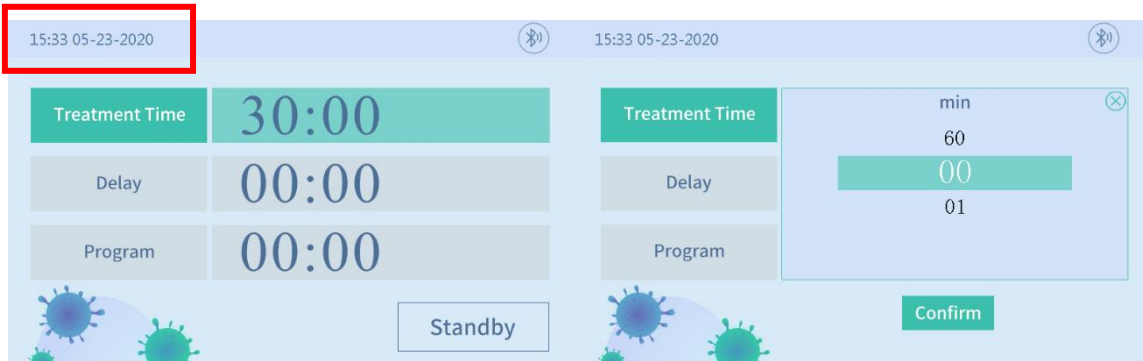 15:33 05-23-2020
Treatment Time
30:00
Delay
00:00
Program
00:00
Standby
15:33 05-23-2020
Treatment Time
Delay
Program
min
60
00
01
Confirm